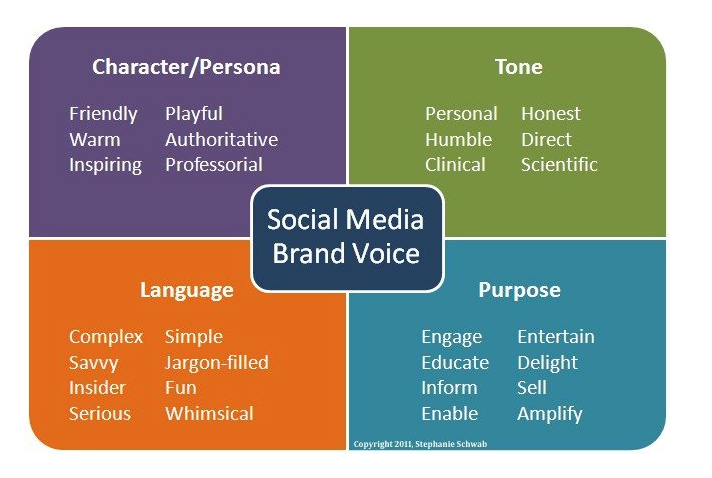 Character/Persona
Friendly Playful
Warm Authoritative
Inspiring Professorial
Tone
Personal Honest
Humble Direct
Clinical Scientific
Social Media
Brand Voice
Language
Complex Simple
Savvy Jargon-filled
Insider Fun
Serious Whimsical
Purpose
Engage Entertain
Educate Delight
Inform Sell
Enable Amplify
Copyright 2011, Stephanie Schwab